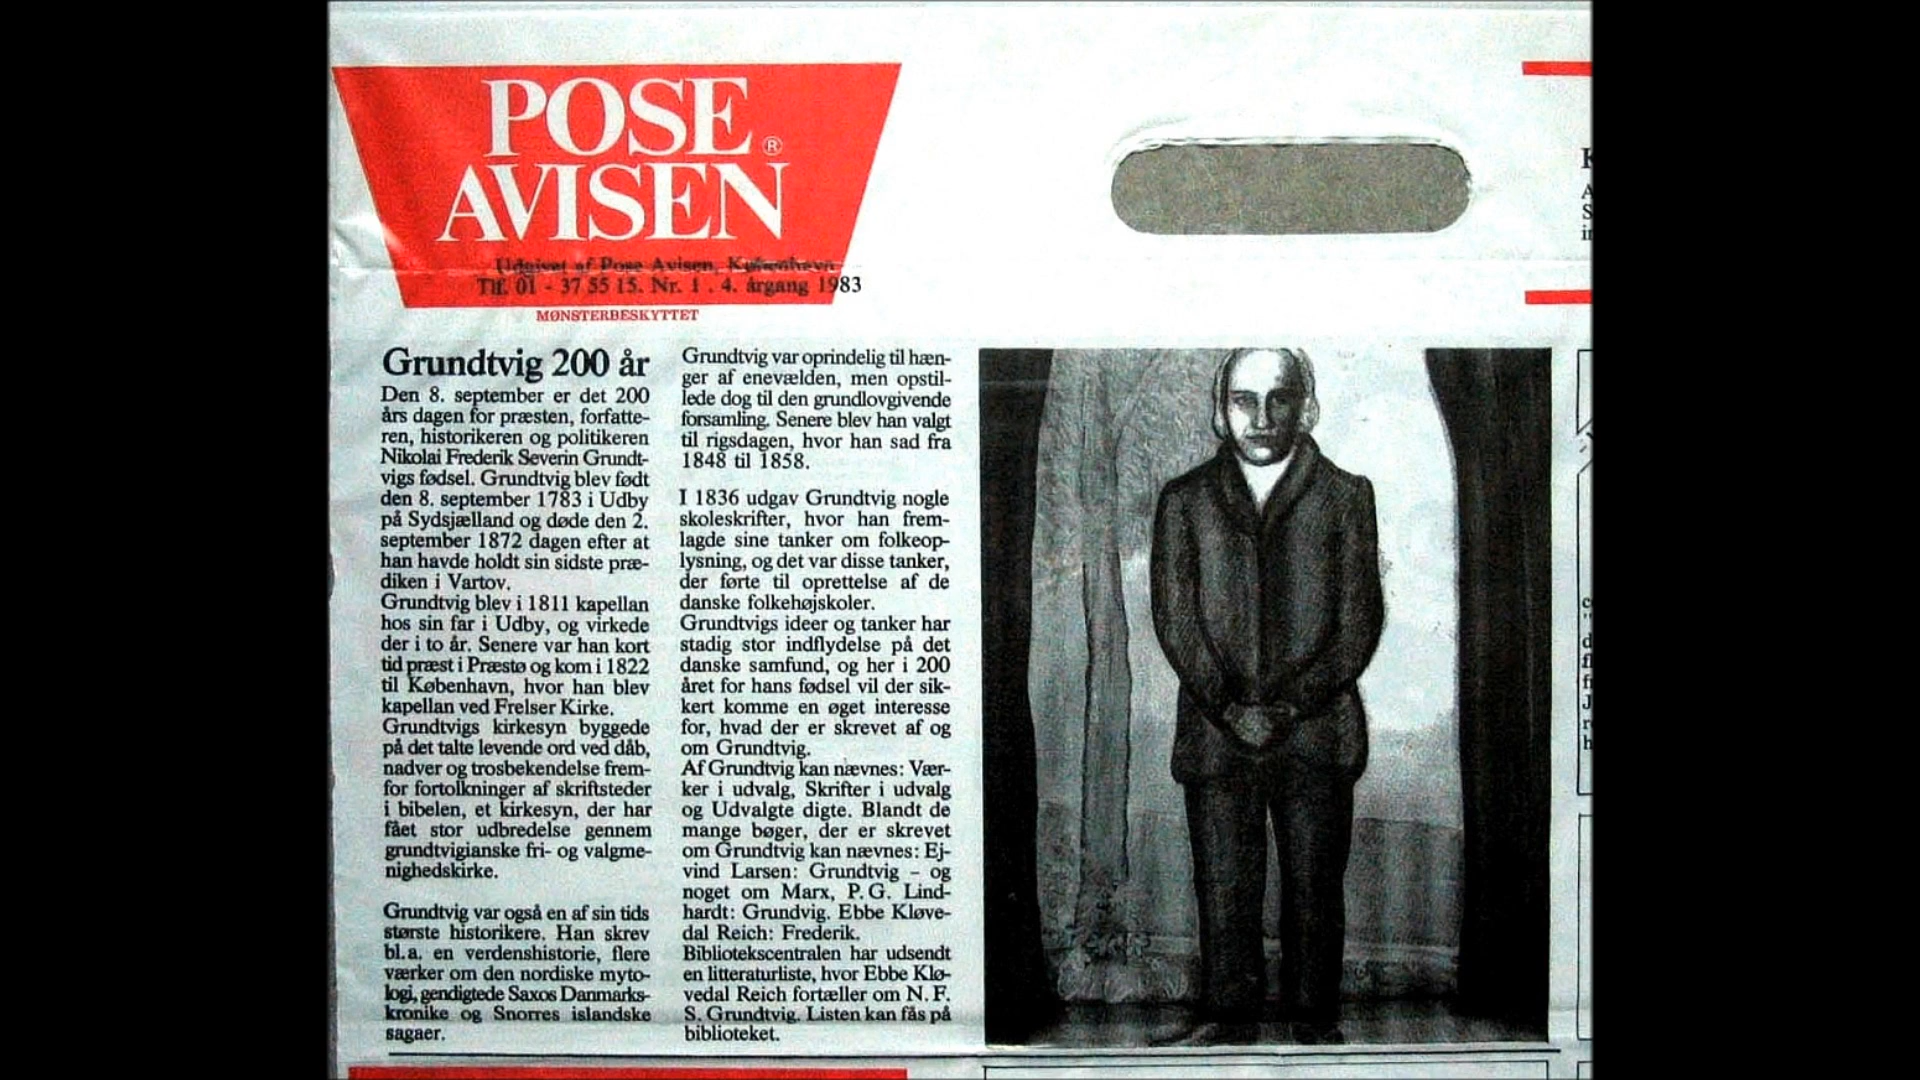 POSE
AVISEN®
Udgivet af Pose Avisen, København
Tlf. 01 - 37 55 15. Nr. 1 . 4. årgang 1983
MØNSTERBESKYTTET
Grundtvig 200 år
Den 8. september er det 200
års dagen for præsten, forfatte-
ren, historikeren og politikeren
Nikolai Frederik Severin Grundt-
vigs fødsel. Grundtvig blev født
den 8. september 1783 i Udby
på Sydsjælland og døde den 2.
september 1872 dagen efter at
han havde holdt sin sidste præ-
diken i Vartov.
Grundtvig blev i 1811 kapellan
hos sin far i Udby, og virkede
der i to år. Senere var han kort
tid præst i Præstø og kom i 1822
til København, hvor han blev
kapellan ved Frelser Kirke.
Grundtvigs kirkesyn byggede
på det talte levende ord ved dåb,
nadver og trosbekendelse frem-
for fortolkninger af skriftsteder
i bibelen, et kirkesyn, der har
fået stor udbredelse gennem
grundtvigianske fri- og valgme-
nighedskirke.
Grundtvig var også en af sin tids
største historikere. Han skrev
bl.a. en verdenshistorie, flere
værker om den nordiske myto-
logi, gendigtede Saxos Danmarks-
kronike og Snorres islandske
sagaer.
Grundtvig var oprindelig til hæn-
ger af enevælden, men opstil-
lede dog til den grundlovgivende
forsamling. Senere blev han valgt
til rigsdagen, hvor han sad fra
1848 til 1858.
I 1836 udgav Grundtvig nogle
skoleskrifter, hvor han frem-
lagde sine tanker om folkeop-
lysning, og det var disse tanker,
der førte til oprettelse af de
danske folkehøjskoler.
Grundtvigs ideer og tanker har
stadig stor indflydelse på det
danske samfund, og her i 200
året for hans fødsel vil der sik-
kert komme en øget interesse
for, hvad der er skrevet af og
om Grundtvig.
Af Grundtvig kan nævnes: Vær-
ker i udvalg, Skrifter i udvalg
og Udvalgte digte. Blandt de
mange bøger, der er skrevet
om Grundtvig kan nævnes: Ej-
vind Larsen: Grundtvig - og
noget om Marx, P.G. Lind-
hardt: Grundvig. Ebbe Kløve-
dal Reich: Frederik.
Bibliotekscentralen har udsendt
en litteraturliste, hvor Ebbe Klø-
vedal Reich fortæller om N.F.
S. Grundtvig. Listen kan fås på
biblioteket.